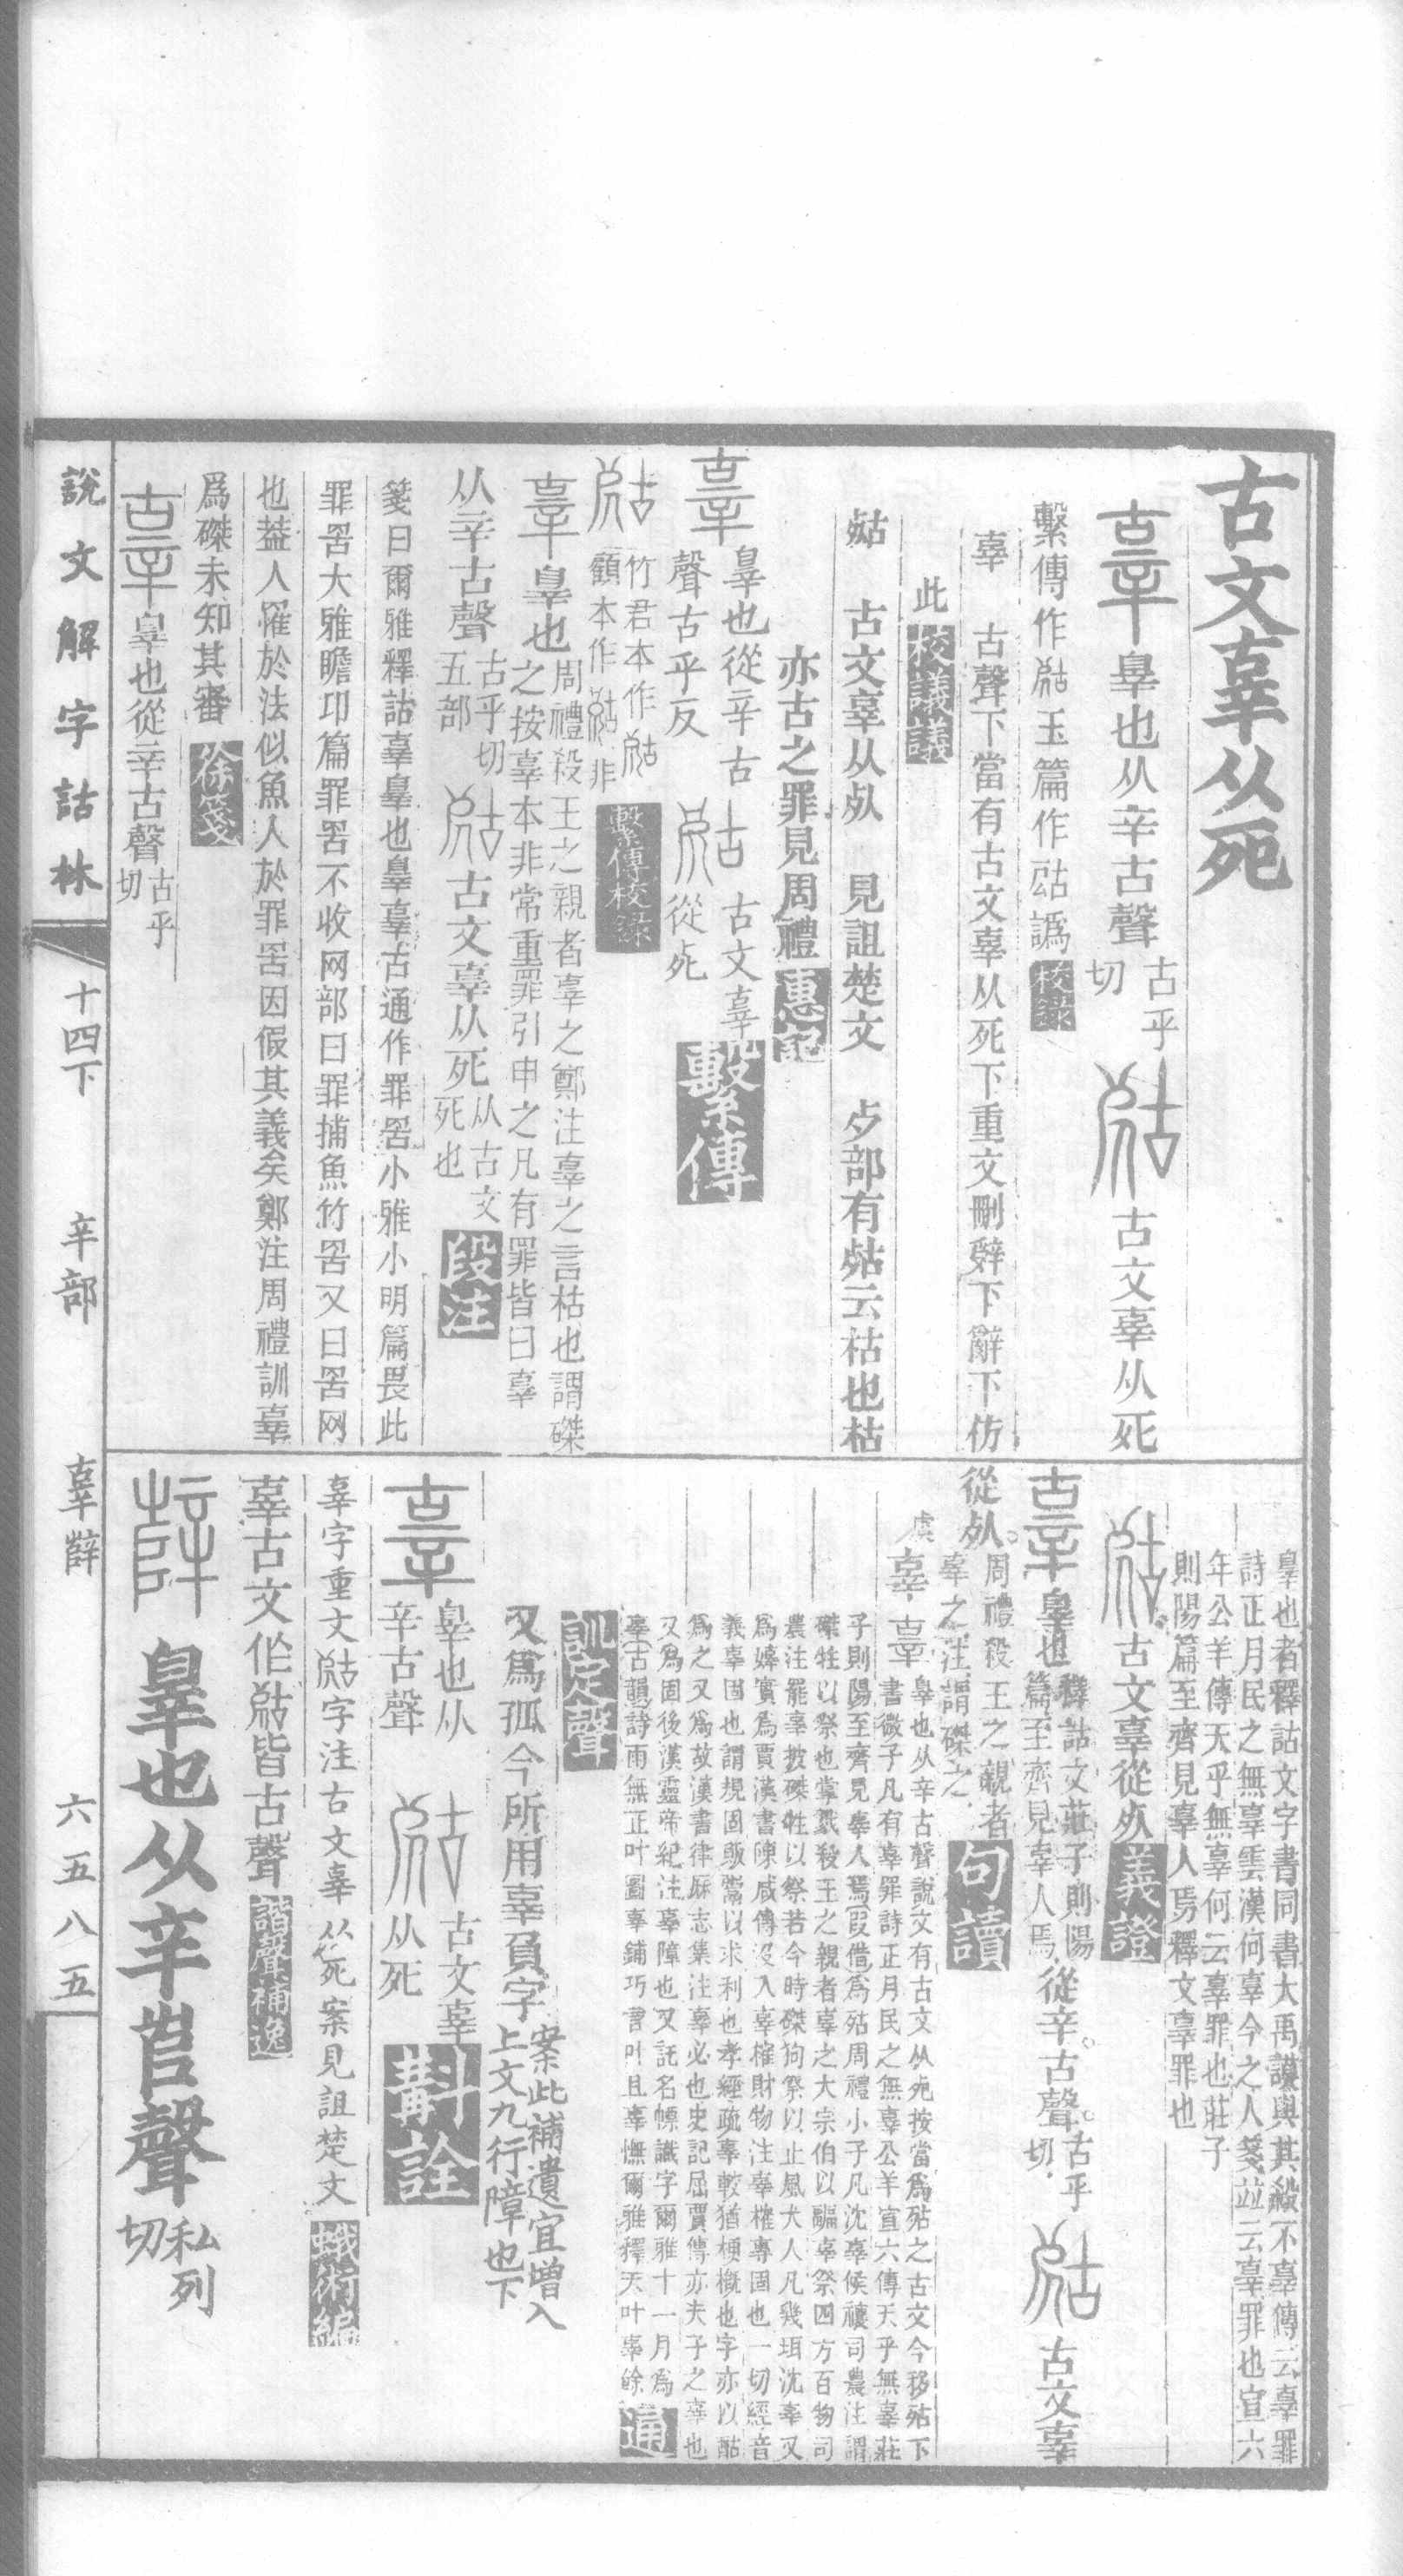 古文辜从死
辜 辠也从辛古聲 古乎切 𣦠 古文辜从死
繫傳作𣦠玉篇作𣦠譌 校錄
辜 古聲下當有古文辜从死下重文刪辤下辭下仿
此 校議議
𣦠 古文辜从𣦸 見詛楚文 歺部有𣧎云枯也枯
亦古之罪見周禮 惠記
辜 辠也從辛古聲古乎反 𣦠 古文辜從死 繫傳
𣦠 竹君本作𣦠顧本作𣦠非 繫傳校錄
辜 辠也 周禮殺王之親者辜之鄭注辜之言枯也謂磔之按辜本非常重罪引申之凡有罪皆曰辜
从辛古聲 古乎切五部 𣦠 古文辜从死 从古文死也 段注
箋曰爾雅釋詁辜辠也辠辜古通作罪罟小雅小明篇畏此
罪罟大雅瞻卬篇罪罟不收网部曰罪捕魚竹罟又曰罟网
也葢人罹於法似魚入於罪罟因假其義矣鄭注周禮訓辜
爲磔未知其審 徐箋
辜 辠也從辛古聲 古乎切
辠也者釋詁文字書同書大禹謨與其殺不辜傳云辜罪
詩正月民之無辜雲漢何辜今之人箋並云辜罪也宣六
年公羊傳天乎無辜何云辜罪也莊子
則陽篇至齊見辜人焉釋文辜罪也
𣦠 古文辜從𣦸 義證
辜 辠也 釋詁文莊子則陽篇至齊見辜人焉 從辛古聲 古乎切 𣦠 古文辜
從𣦸 周禮殺王之親者辜之注謂磔之 句讀
虞 辜 辜 辠也从辛古聲說文有古文从死按當爲𣧎之古文今移𣧎下
書微子凡有辜罪詩正月民之無辜公羊宣六傳天乎無辜莊
子則陽至齊見辜人焉叚借爲𣧎周禮小子凡沈辜候禳司農注謂
磔牲以祭也掌戮殺王之親者辜之大宗伯以疈辜祭四方百物司
農注罷辜披磔牲以祭若今時磔狗祭以止風犬人凡幾珥沈辜又
爲嫴實爲賈漢書陳咸傳沒入辜榷財物注辜榷專固也一切經音
義辜固也謂規固販鬻以求利也孝經疏辜較猶梗概也字亦以酤
爲之又爲故漢書律厤志集注辜必也史記屈賈傳亦夫子之辜也
又爲固後漢靈帝紀注辜障也又託名幖識字爾雅十一月爲
辜古韻詩雨無正叶圖辜鋪巧言叶且辜憮爾雅釋天叶辜餘 通
訓定聲
又爲孤今所用辜負字 案此補遺宜增入上文九行障也下
辜 辠也从辛古聲 𣦠 古文辜从死 斠詮
辜字重文𣦠字注古文辜从死案見詛楚文 蛾術編
辜古文作𣦠皆古聲 諧聲補逸
辥 辠也从辛𡴎聲 私列切
說文解字詁林 十四下 辛部 辜辥 六五八五